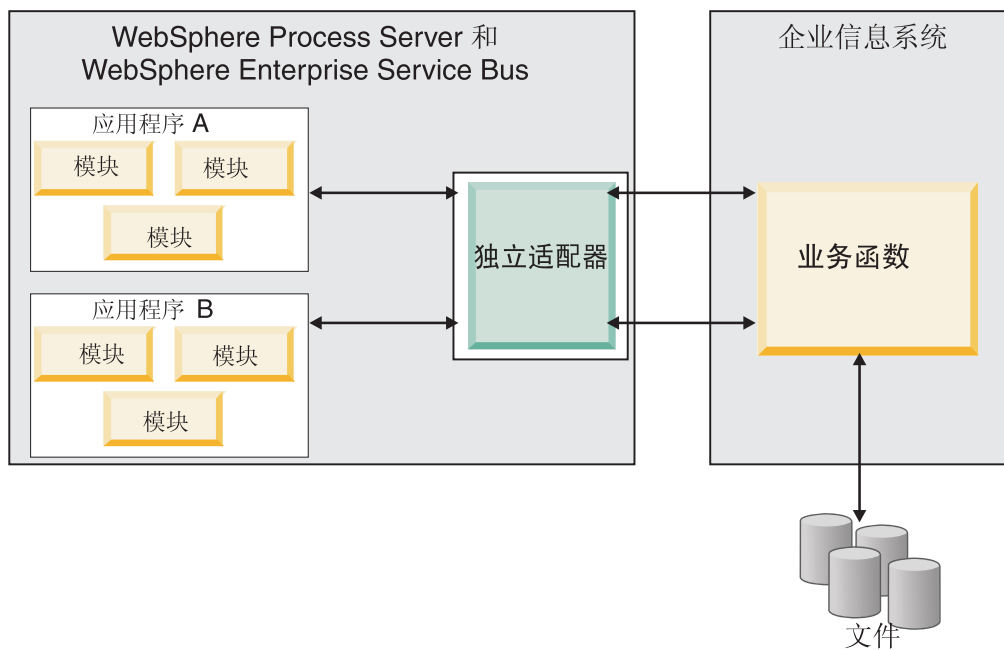 WebSphere Process Server 和
WebSphere Enterprise Service Bus
应用程序 A
模块
模块
模块
应用程序 B
模块
模块
模块
独立适配器
企业信息系统
业务函数
文件